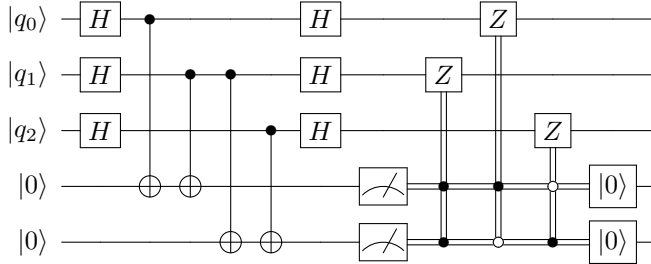 |q₀⟩ H H Z
|q₁⟩ H H Z
|q₂⟩ H H Z
|0⟩ |0⟩
|0⟩ |0⟩